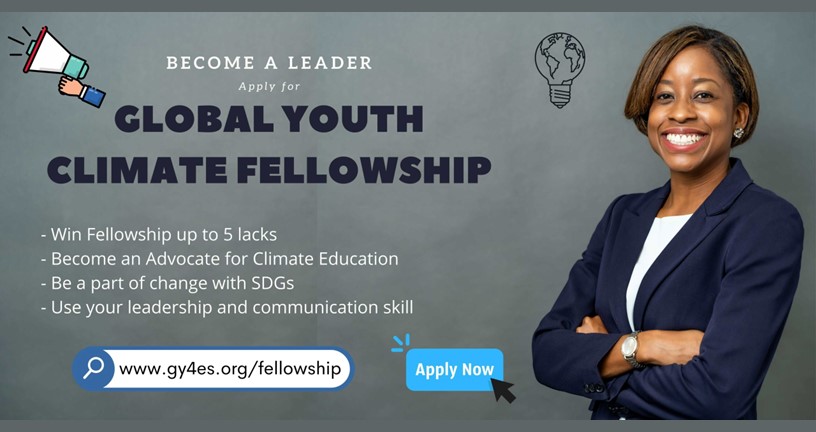 BECOME A LEADER
Apply for
GLOBAL YOUTH
CLIMATE FELLOWSHIP
- Win Fellowship up to 5 lacks
- Become an Advocate for Climate Education
- Be a part of change with SDGs
- Use your leadership and communication skill
www.gy4es.org/fellowship
Apply Now